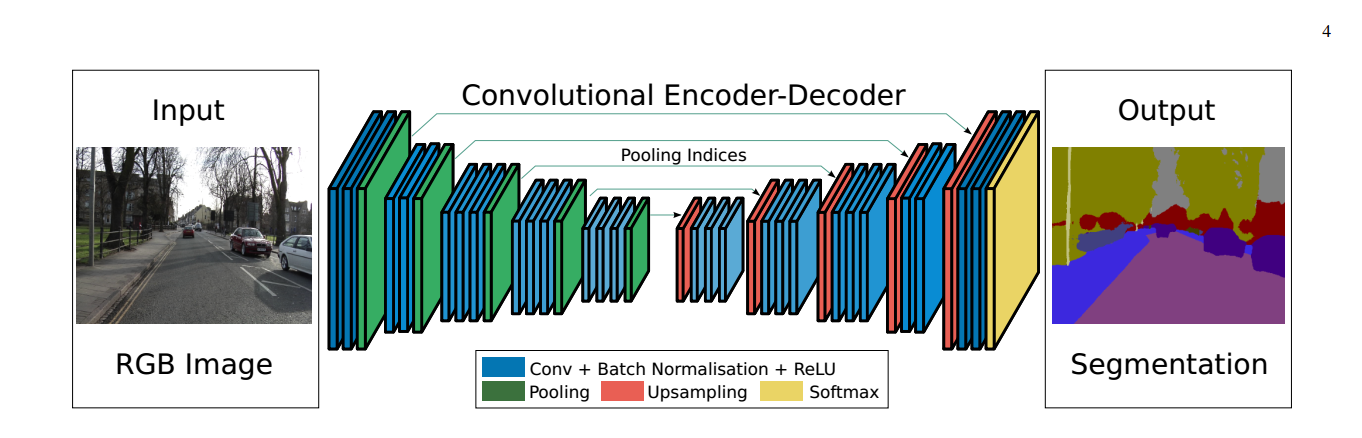 4
Convolutional Encoder-Decoder
Input
Output
Pooling Indices
RGB Image
Segmentation
Conv + Batch Normalisation + ReLU
Pooling
Upsampling
Softmax